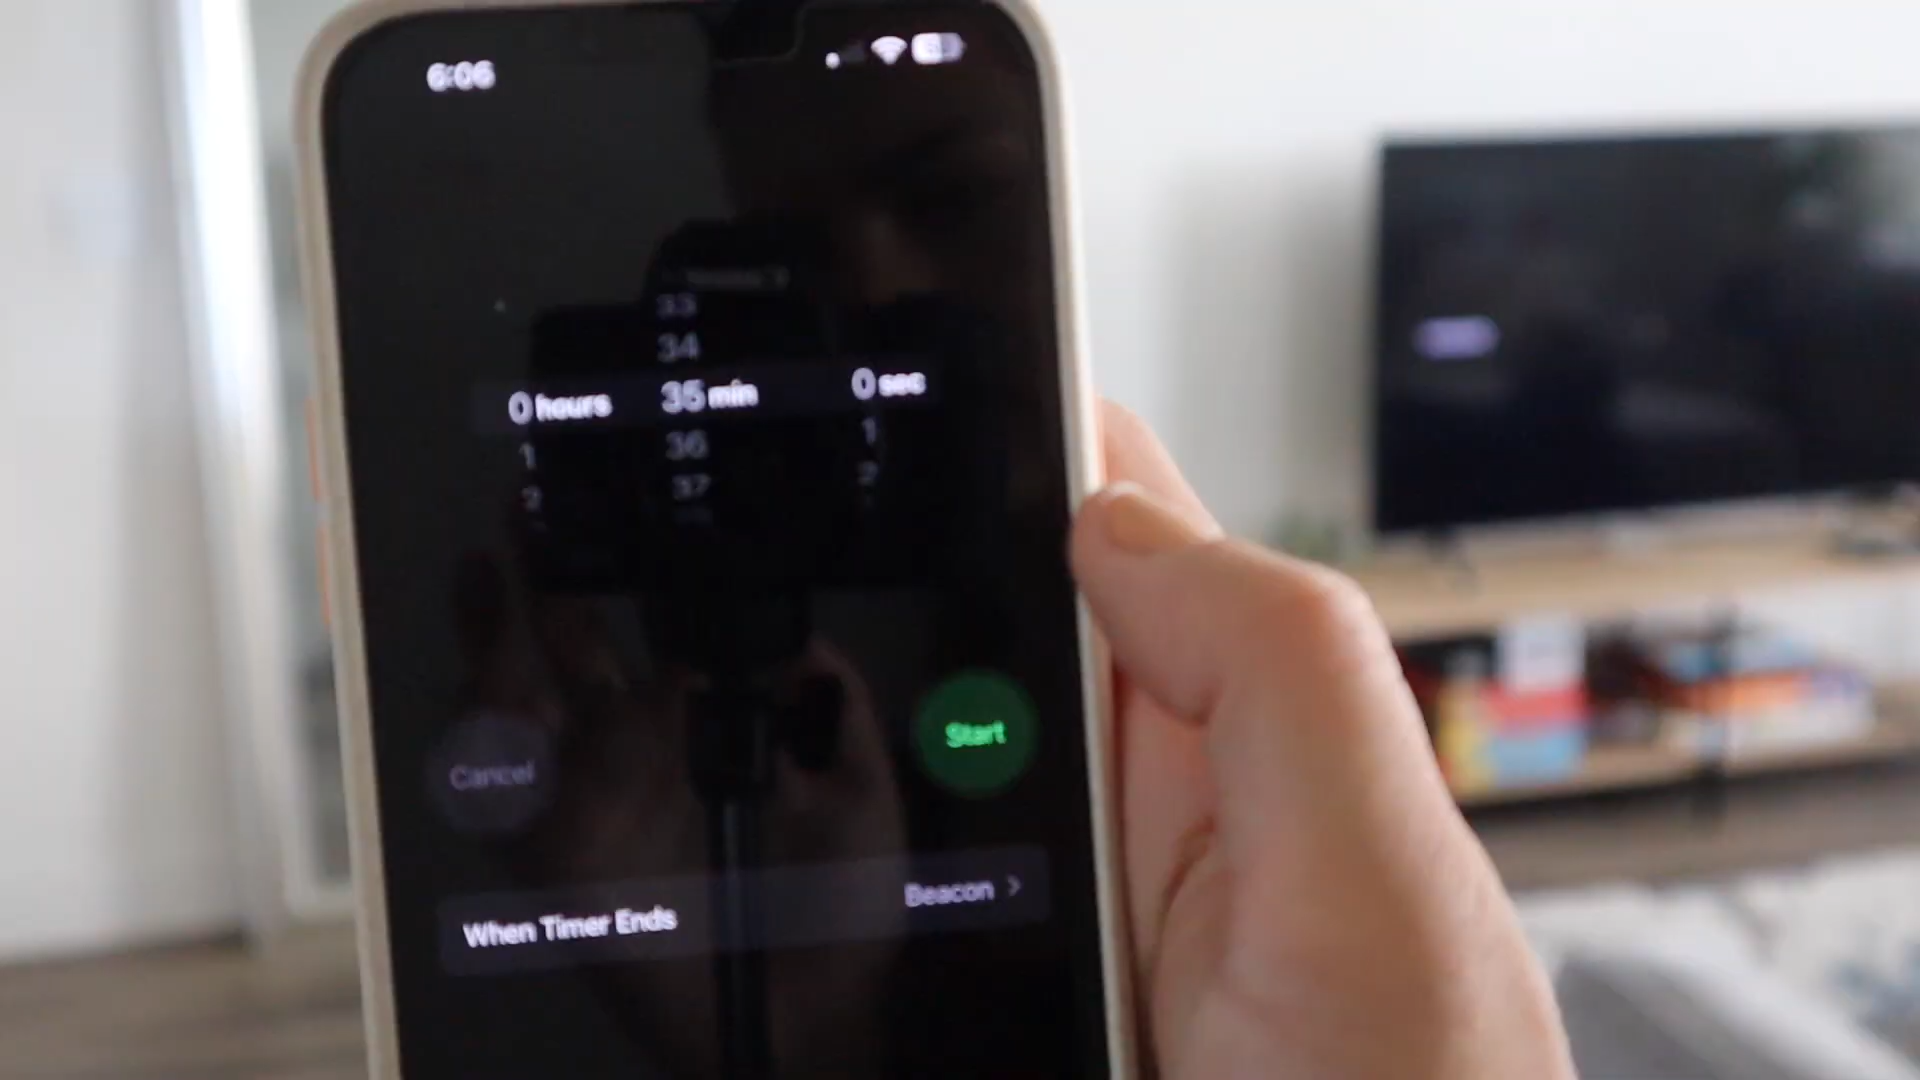 6:06
33
34
0 hours 35 min 0 sec
1 36 1
2 37 2
Cancel
Start
When Timer Ends Beacon >